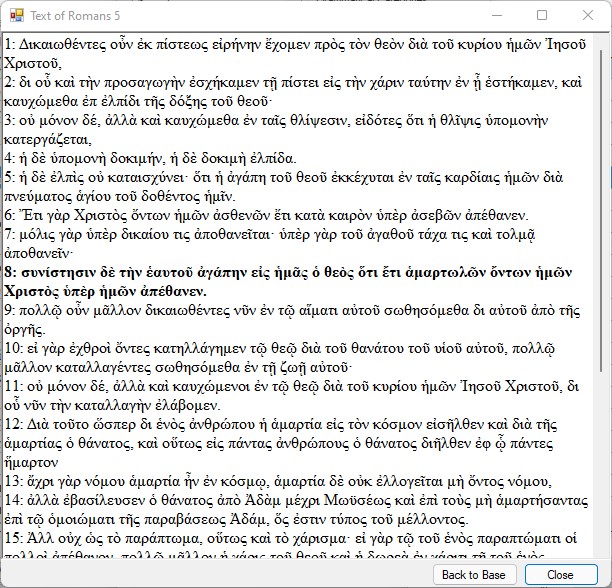 Text of Romans 5
1: Δικαιωθέντες οὖν ἐκ πίστεως εἰρήνην ἔχομεν πρὸς τὸν θεὸν διὰ τοῦ κυρίου ἡμῶν Ἰησοῦ
Χριστοῦ,
2: δι οὗ καὶ τὴν προσαγωγὴν ἐσχήκαμεν τῇ πίστει εἰς τὴν χάριν ταύτην ἐν ᾗ ἑστήκαμεν, καὶ
καυχώμεθα ἐπ ἐλπίδι τῆς δόξης τοῦ θεοῦ·
3: οὐ μόνον δέ, ἀλλὰ καὶ καυχώμεθα ἐν ταῖς θλίψεσιν, εἰδότες ὅτι ἡ θλῖψις ὑπομονὴν
κατεργάζεται,
4: ἡ δὲ ὑπομονὴ δοκιμήν, ἡ δὲ δοκιμὴ ἐλπίδα.
5: ἡ δὲ ἐλπὶς οὐ καταισχύνει· ὅτι ἡ ἀγάπη τοῦ θεοῦ ἐκκέχυται ἐν ταῖς καρδίαις ἡμῶν διὰ
πνεύματος ἁγίου τοῦ δοθέντος ἡμῖν.
6: Ἔτι γὰρ Χριστὸς ὄντων ἡμῶν ἀσθενῶν ἔτι κατὰ καιρὸν ὑπὲρ ἀσεβῶν ἀπέθανεν.
7: μόλις γὰρ ὑπὲρ δικαίου τις ἀποθανεῖται· ὑπὲρ γὰρ τοῦ ἀγαθοῦ τάχα τις καὶ τολμᾷ
ἀποθανεῖν·
8: συνίστησιν δὲ τὴν ἑαυτοῦ ἀγάπην εἰς ἡμᾶς ὁ θεὸς ὅτι ἔτι ἁμαρτωλῶν ὄντων ἡμῶν
Χριστὸς ὑπὲρ ἡμῶν ἀπέθανεν.
9: πολλῷ οὖν μᾶλλον δικαιωθέντες νῦν ἐν τῷ αἵματι αὐτοῦ σωθησόμεθα δι αὐτοῦ ἀπὸ τῆς
ὀργῆς.
10: εἰ γὰρ ἐχθροὶ ὄντες κατηλλάγημεν τῷ θεῷ διὰ τοῦ θανάτου τοῦ υἱοῦ αὐτοῦ, πολλῷ
μᾶλλον καταλλαγέντες σωθησόμεθα ἐν τῇ ζωῇ αὐτοῦ·
11: οὐ μόνον δέ, ἀλλὰ καὶ καυχώμενοι ἐν τῷ θεῷ διὰ τοῦ κυρίου ἡμῶν Ἰησοῦ Χριστοῦ, δι
οὗ νῦν τὴν καταλλαγὴν ἐλάβομεν.
12: Διὰ τοῦτο ὥσπερ δι ἑνὸς ἀνθρώπου ἡ ἁμαρτία εἰς τὸν κόσμον εἰσῆλθεν καὶ διὰ τῆς
ἁμαρτίας ὁ θάνατος, καὶ οὕτως εἰς πάντας ἀνθρώπους ὁ θάνατος διῆλθεν ἐφ ᾧ πάντες
ἥμαρτον
13: ἄχρι γὰρ νόμου ἁμαρτία ἦν ἐν κόσμῳ, ἁμαρτία δὲ οὐκ ἐλλογεῖται μὴ ὄντος νόμου,
14: ἀλλὰ ἐβασίλευσεν ὁ θάνατος ἀπὸ Ἀδὰμ μέχρι Μωϋσέως καὶ ἐπὶ τοὺς μὴ ἁμαρτήσαντας
ἐπὶ τῷ ὁμοιώματι τῆς παραβάσεως Ἀδάμ, ὅς ἐστιν τύπος τοῦ μέλλοντος.
15: Ἀλλ οὐχ ὡς τὸ παράπτωμα, οὕτως καὶ τὸ χάρισμα· εἰ γὰρ τῷ τοῦ ἑνὸς παραπτώματι οἱ
πολλοὶ ἀπέθανον, πολλῷ μᾶλλον ἡ χάρις τοῦ θεοῦ καὶ ἡ δωρεὰ ἐν χάριτι τῇ τοῦ ἑνὸς
Back to Base
Close